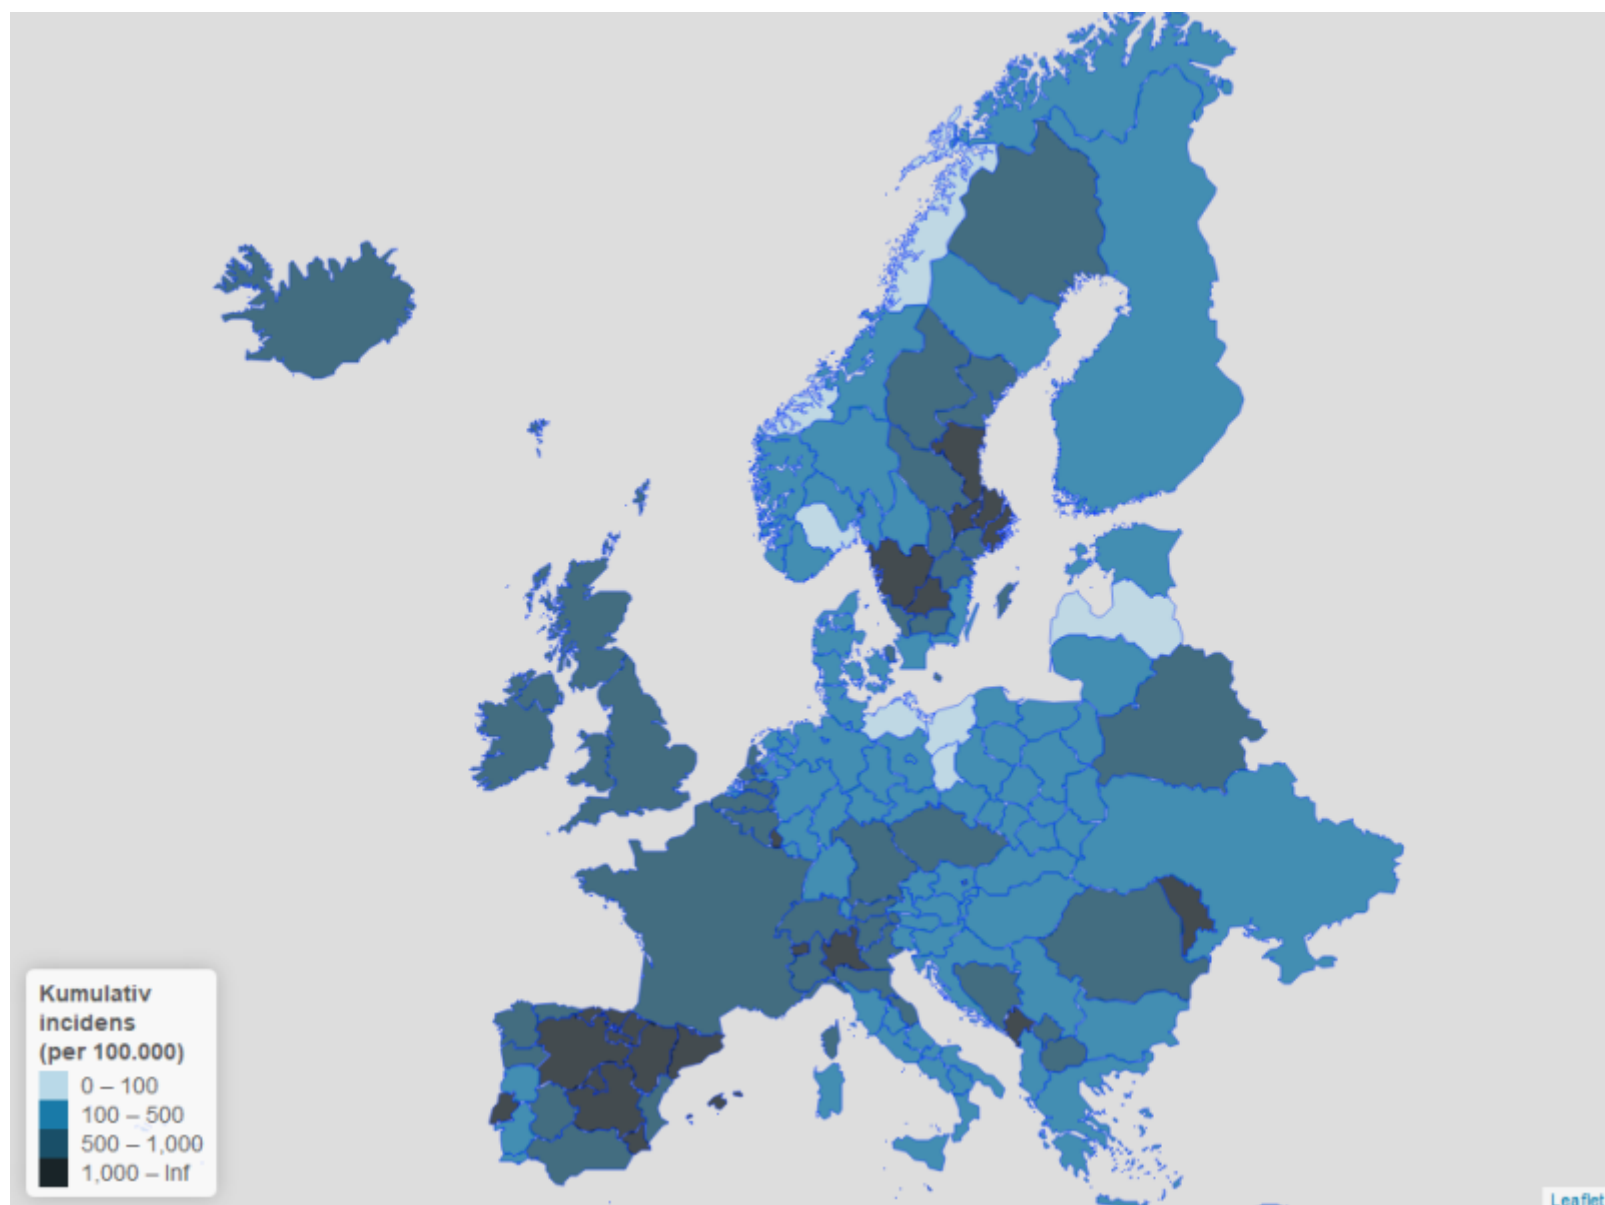 Kumulativ
incidens
(per 100.000)
0 – 100
100 – 500
500 – 1,000
1,000 – Inf
Leaflet